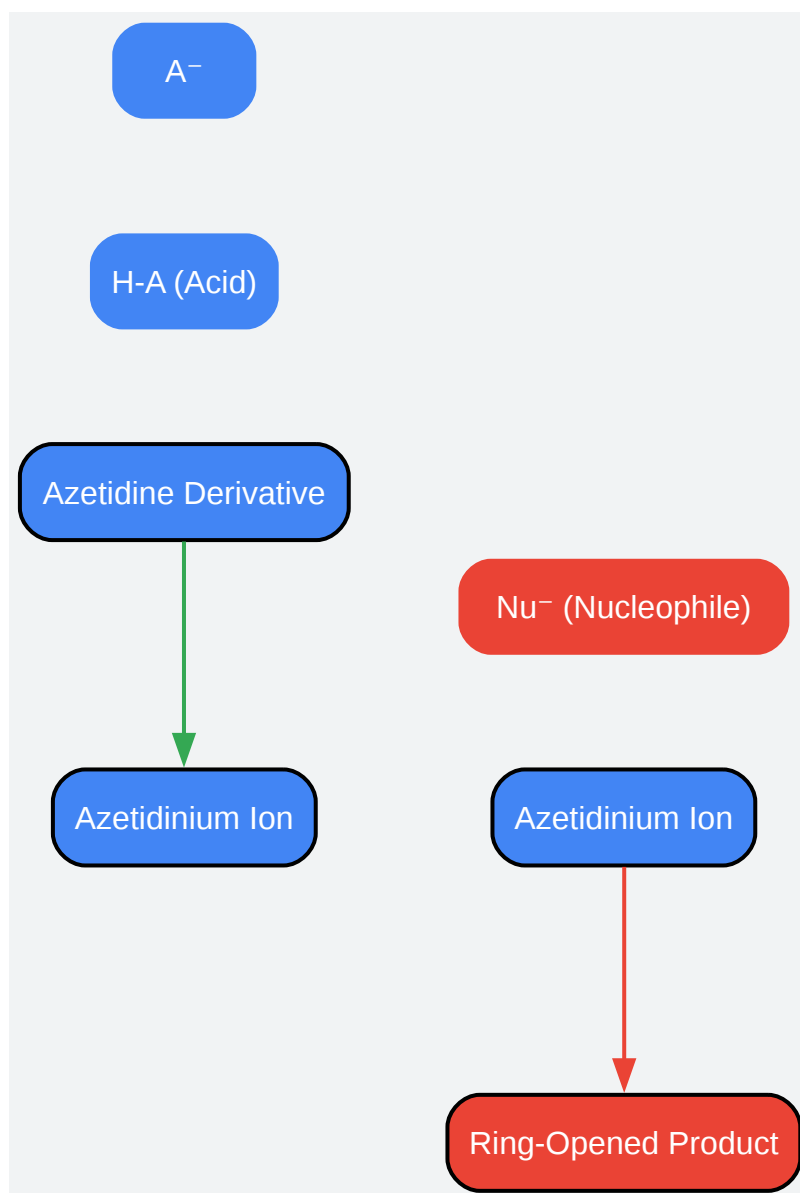 A⁻
H-A (Acid)
Azetidine Derivative
Azetidinium Ion
Nu⁻ (Nucleophile)
Azetidinium Ion
Ring-Opened Product